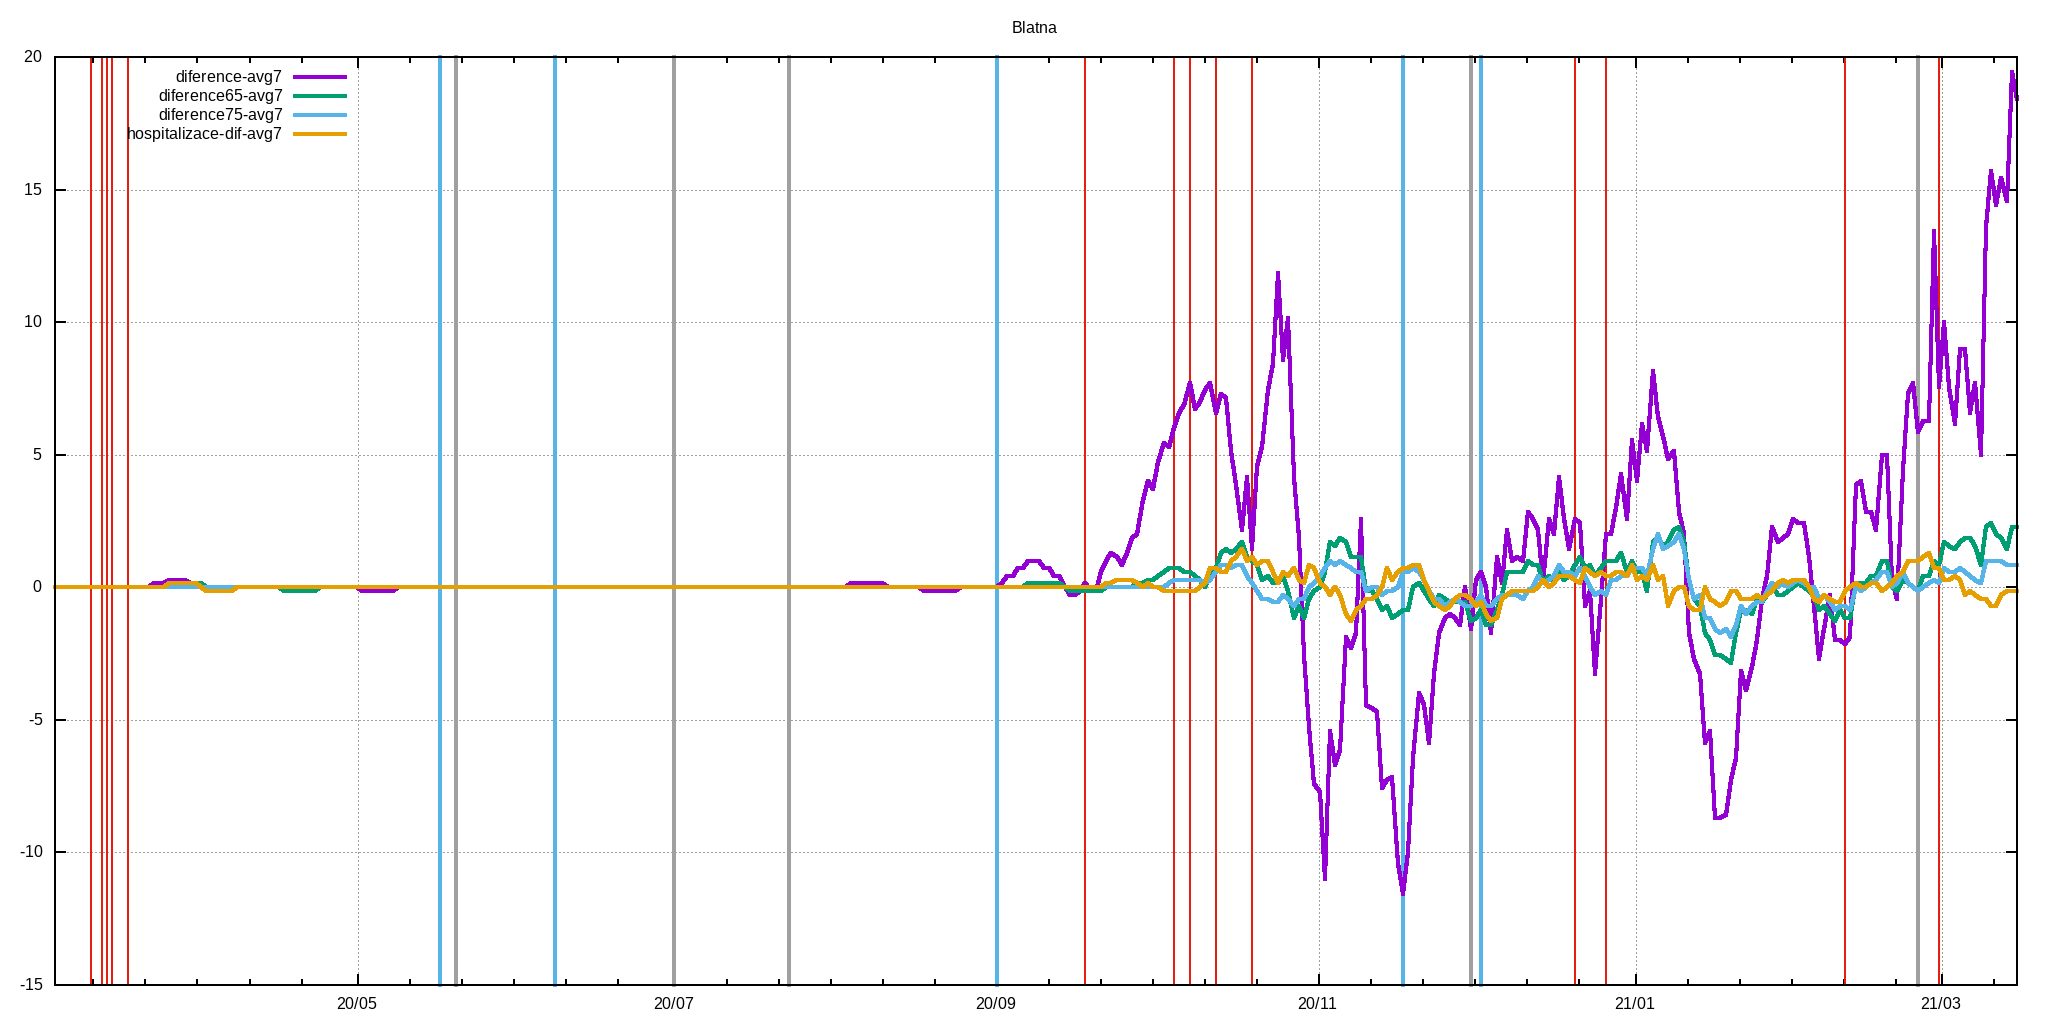 Blatna
20
diference-avg7
diference65-avg7
diference75-avg7
hospitalizace-dif-avg7
15
10
5
0
-5
-10
-15
20/05 20/07 20/09 20/11 21/01 21/03